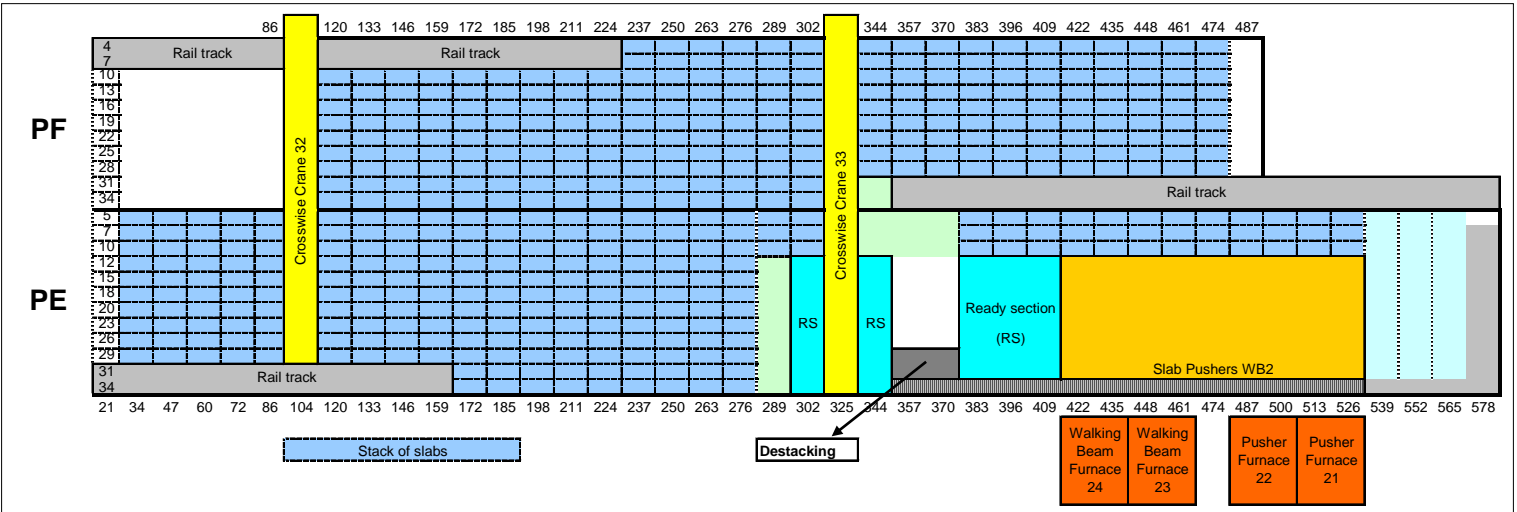 86 120 133 146 159 172 185 198 211 224 237 250 263 276 289 302 344 357 370 383 396 409 422 435 448 461 474 487
4
7
Rail track
Rail track
10
13
16
19
22
25
28
31
34
PF
Crosswise Crane 32
Crosswise Crane 33
Rail track
5
7
10
12
15
18
20
23
26
29
31
34
PE
RS
RS
Ready section
(RS)
Slab Pushers WB2
Rail track
21 34 47 60 72 86 104 120 133 146 159 172 185 198 211 224 237 250 263 276 289 302 325 344 357 370 383 396 409 422 435 448 461 474 487 500 513 526 539 552 565 578
Stack of slabs
Destacking
Walking
Beam
Furnace
24
Walking
Beam
Furnace
23
Pusher
Furnace
22
Pusher
Furnace
21